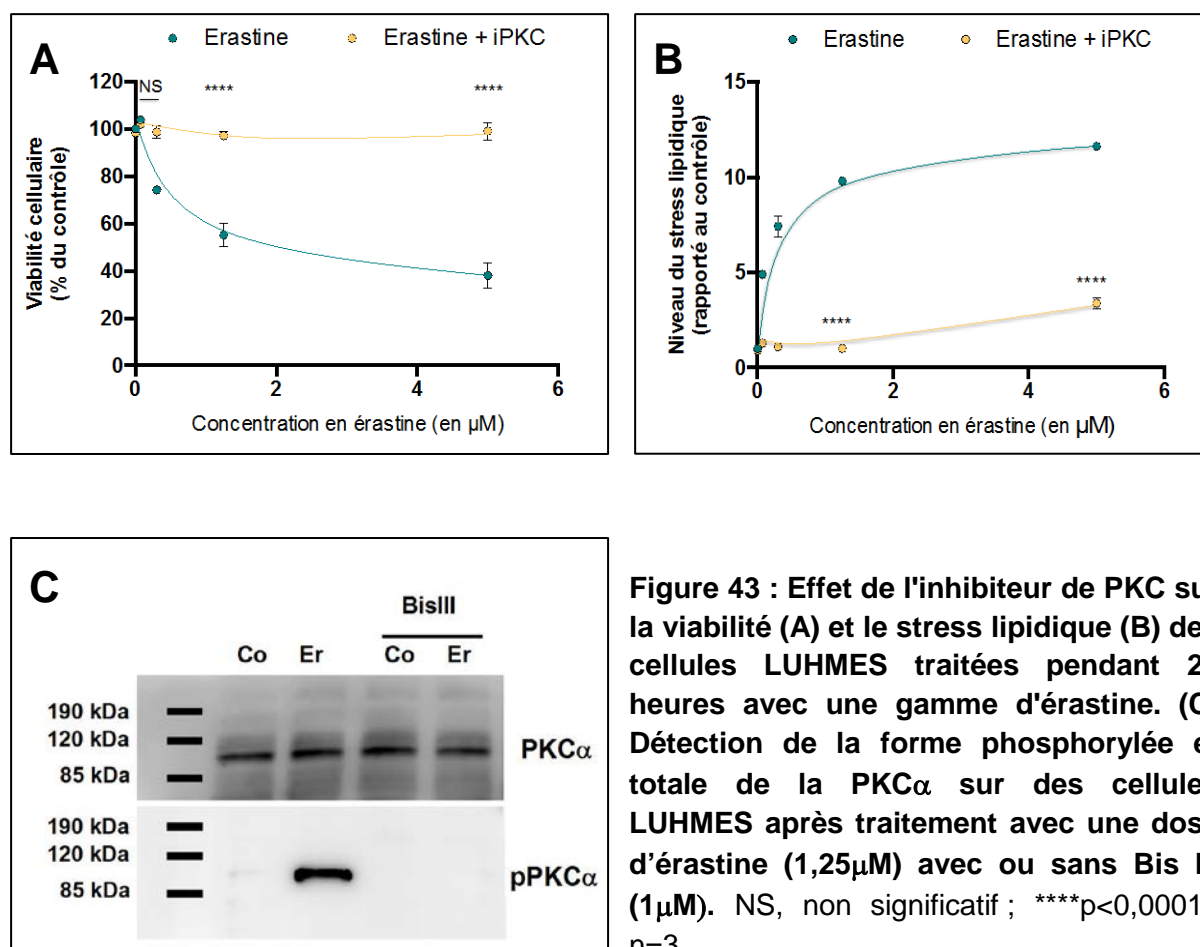 A
Erastine
Erastine + iPKC
Viabilité cellulaire
(% du contrôle)
120
100
80
60
40
20
0
NS
****
****
0
2
4
6
Concentration en érastine (en µM)
B
Erastine
Erastine + iPKC
Niveau du stress lipidique
(rapporté au contrôle)
15
10
5
0
****
****
0
2
4
6
Concentration en érastine (en µM)
C
BisIII
Co Er Co Er
190 kDa
120 kDa
85 kDa
PKCα
190 kDa
120 kDa
85 kDa
pPKCα
Figure 43 : Effet de l'inhibiteur de PKC su
la viabilité (A) et le stress lipidique (B) de
cellules LUHMES traitées pendant 2
heures avec une gamme d'érastine. (C
Détection de la forme phosphorylée e
totale de la PKCα sur des cellule
LUHMES après traitement avec une dos
d'érastine (1,25µM) avec ou sans Bis I
(1µM). NS, non significatif ; ****p<0,0001